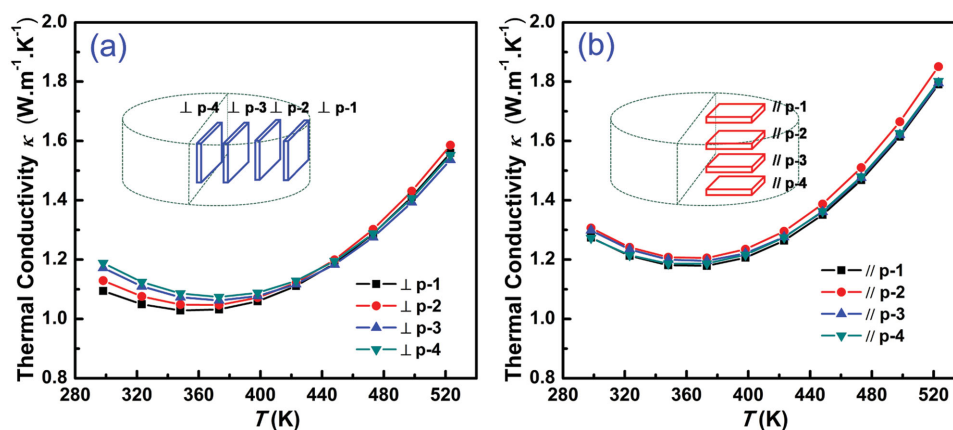 (a)
Thermal Conductivity κ (W.m⁻¹.K⁻¹)
2.0
1.8
1.6
1.4
1.2
1.0
0.8
⊥ p-4 ⊥ p-3 ⊥ p-2 ⊥ p-1
⊥ p-1
⊥ p-2
⊥ p-3
⊥ p-4
280 320 360 400 440 480 520
T (K)
(b)
Thermal Conductivity κ (W.m⁻¹.K⁻¹)
2.0
1.8
1.6
1.4
1.2
1.0
0.8
// p-1
// p-2
// p-3
// p-4
// p-1
// p-2
// p-3
// p-4
280 320 360 400 440 480 520
T (K)